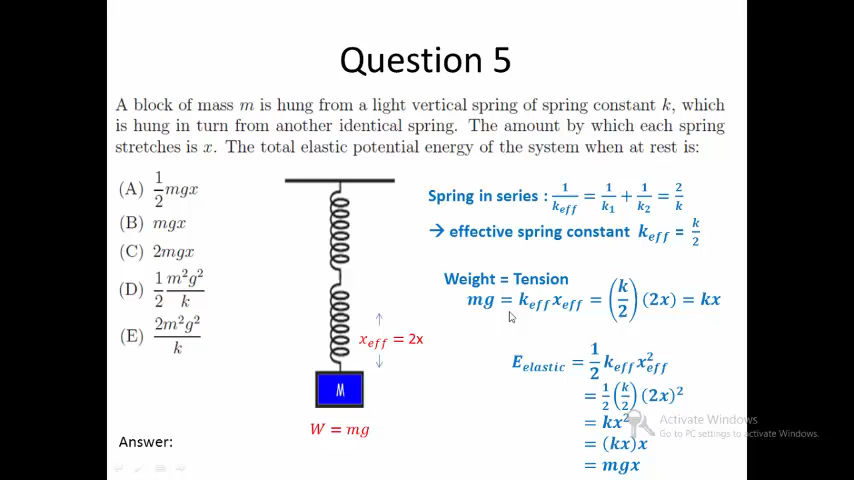 Question 5
A block of mass m is hung from a light vertical spring of spring constant k, which
is hung in turn from another identical spring. The amount by which each spring
stretches is x. The total elastic potential energy of the system when at rest is:
(A) 1/2 mgx
(B) mgx
(C) 2mgx
(D) 1/2 m²g²/k
(E) 2m²g²/k
M
W = mg
x_eff = 2x
Spring in series : 1/k_eff = 1/k₁ + 1/k₂ = 2/k
→ effective spring constant k_eff = k/2
Weight = Tension
mg = k_eff x_eff = (k/2)(2x) = kx
E_elastic = 1/2 k_eff x²_eff
= 1/2 (k/2)(2x)²
= kx²
= (kx)x
= mgx
Answer:
Activate Windows
Go to PC settings to activate Windows.